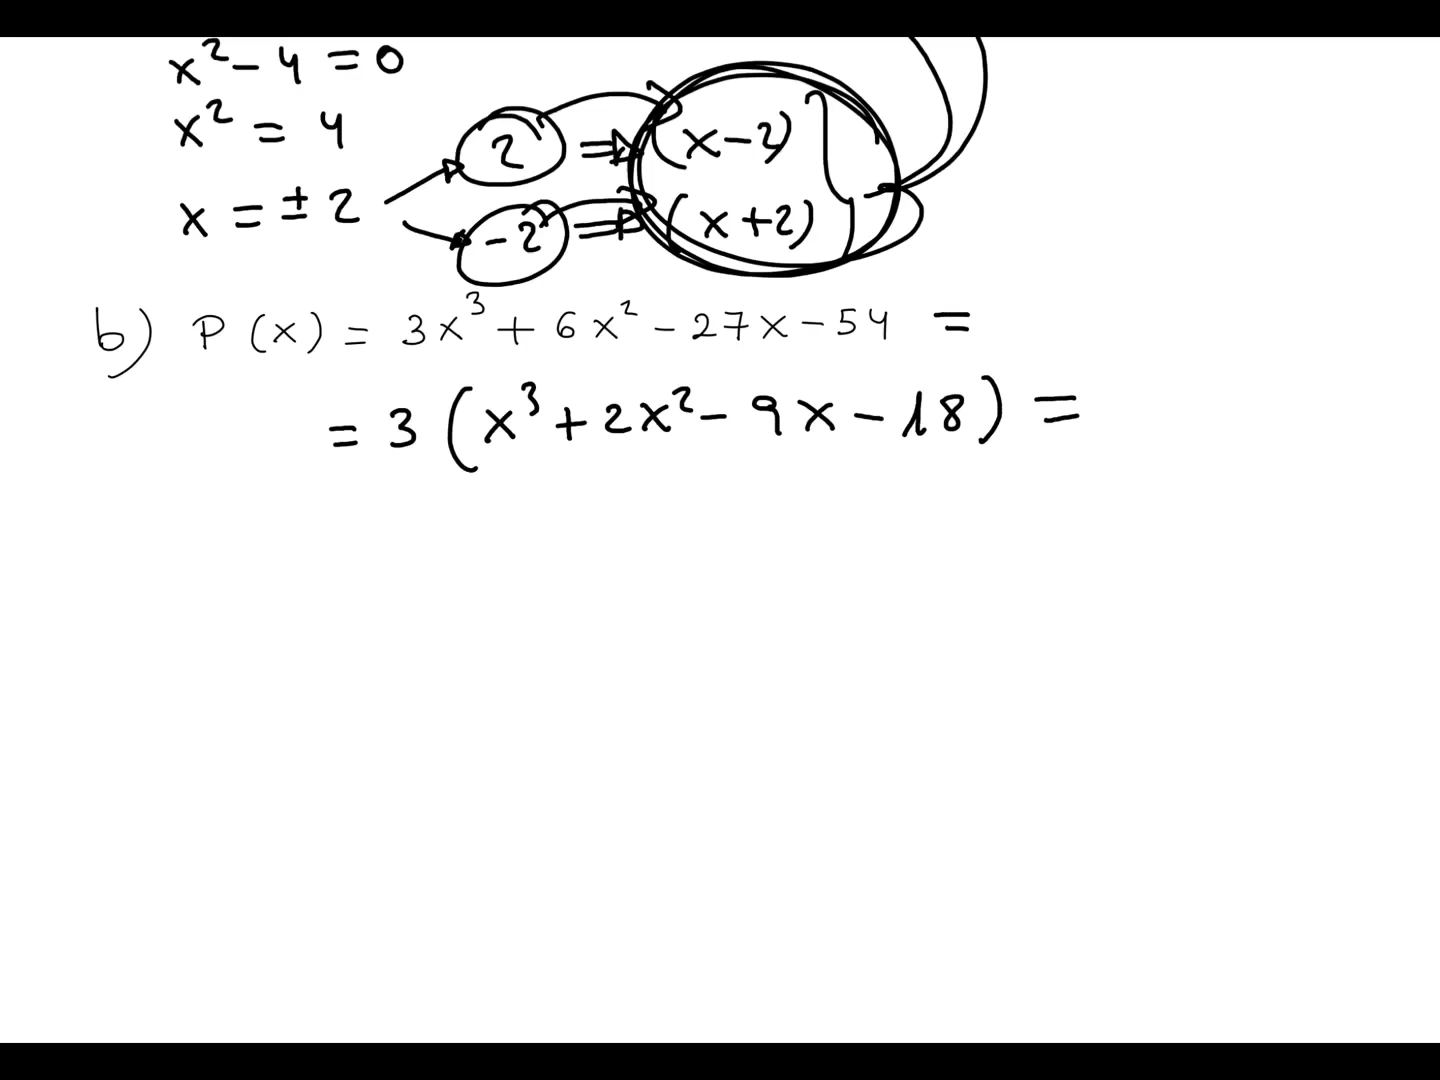 x² - 4 = 0
x² = 4
x = ± 2
2 ⇒ (x-2)
-2 ⇒ (x+2)
b) P(x) = 3x³ + 6x² - 27x - 54 =
= 3 (x³ + 2x² - 9x - 18) =